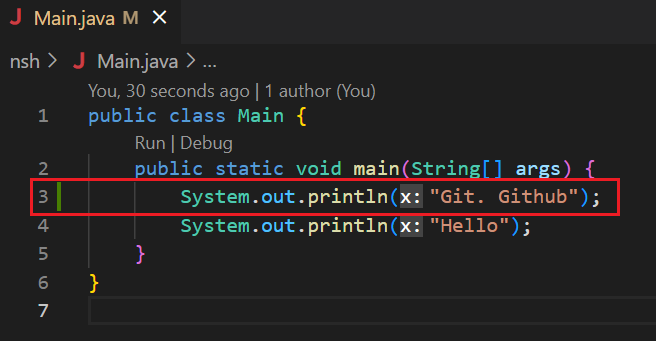 Main.java M
nsh > Main.java > ...
You, 30 seconds ago | 1 author (You)
1 public class Main {
Run | Debug
2 public static void main(String[] args) {
3 System.out.println(x: "Git. Github");
4 System.out.println(x: "Hello");
5 }
6 }
7